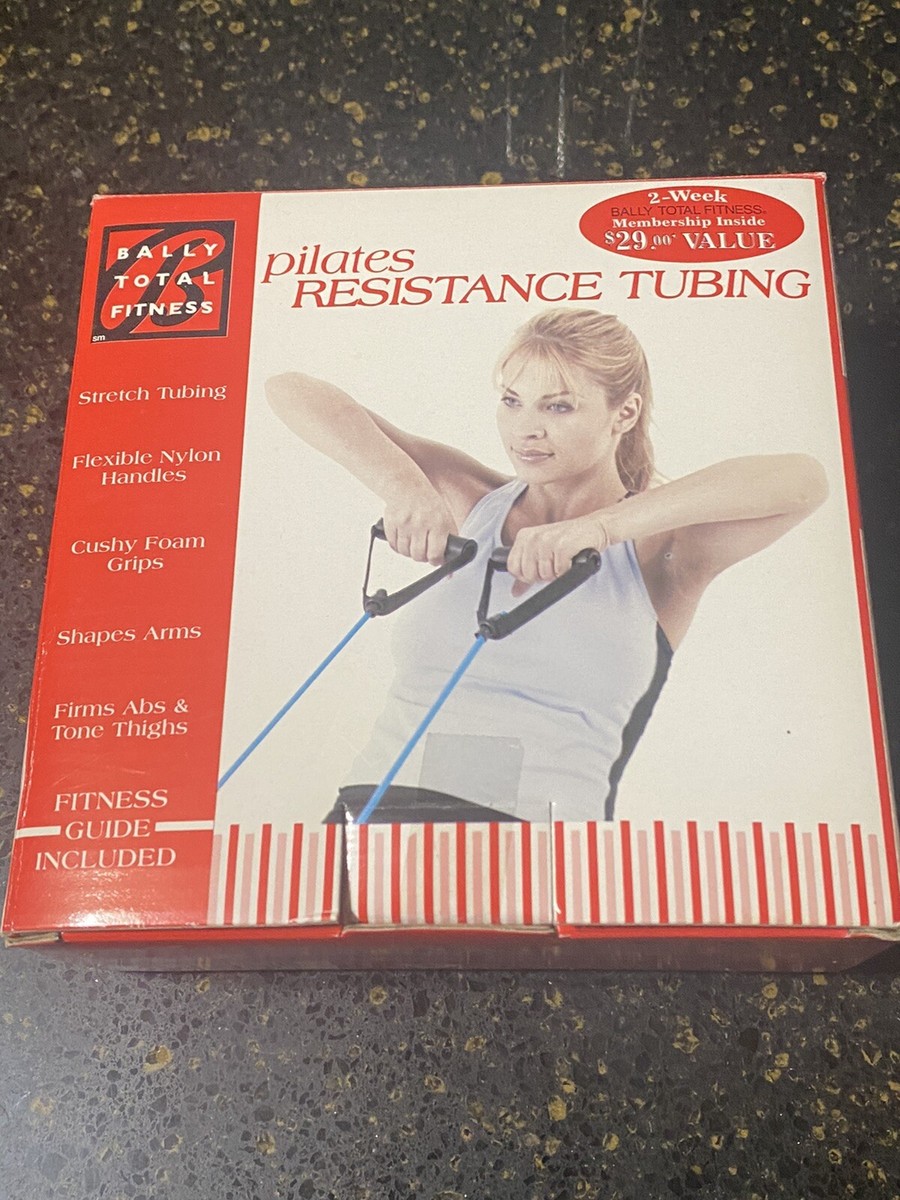 BALLY
TOTAL
FITNESS
sm
Stretch Tubing
Flexible Nylon
Handles
Cushy Foam
Grips
Shapes Arms
Firms Abs &
Tone Thighs
FITNESS
GUIDE
INCLUDED
2-Week
BALLY TOTAL FITNESS®
Membership Inside
$29.00* VALUE
pilates
RESISTANCE TUBING